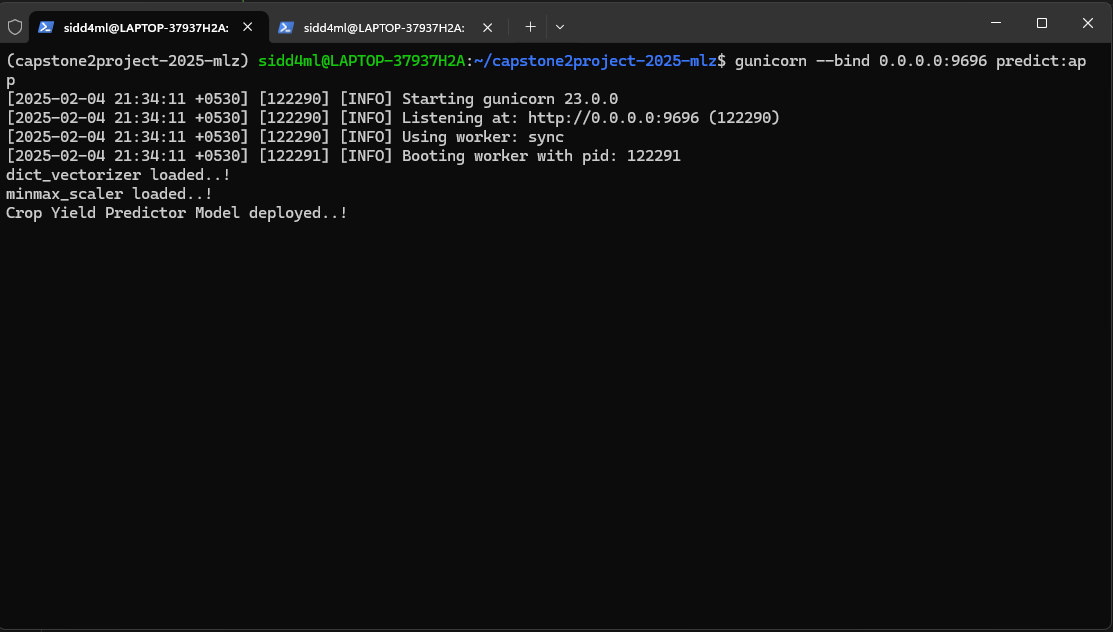 sidd4ml@LAPTOP-37937H2A: sidd4ml@LAPTOP-37937H2A:
(capstone2project-2025-mlz) sidd4ml@LAPTOP-37937H2A:~/capstone2project-2025-mlz$ gunicorn --bind 0.0.0.0:9696 predict:ap
p
[2025-02-04 21:34:11 +0530] [122290] [INFO] Starting gunicorn 23.0.0
[2025-02-04 21:34:11 +0530] [122290] [INFO] Listening at: http://0.0.0.0:9696 (122290)
[2025-02-04 21:34:11 +0530] [122290] [INFO] Using worker: sync
[2025-02-04 21:34:11 +0530] [122291] [INFO] Booting worker with pid: 122291
dict_vectorizer loaded..!
minmax_scaler loaded..!
Crop Yield Predictor Model deployed..!